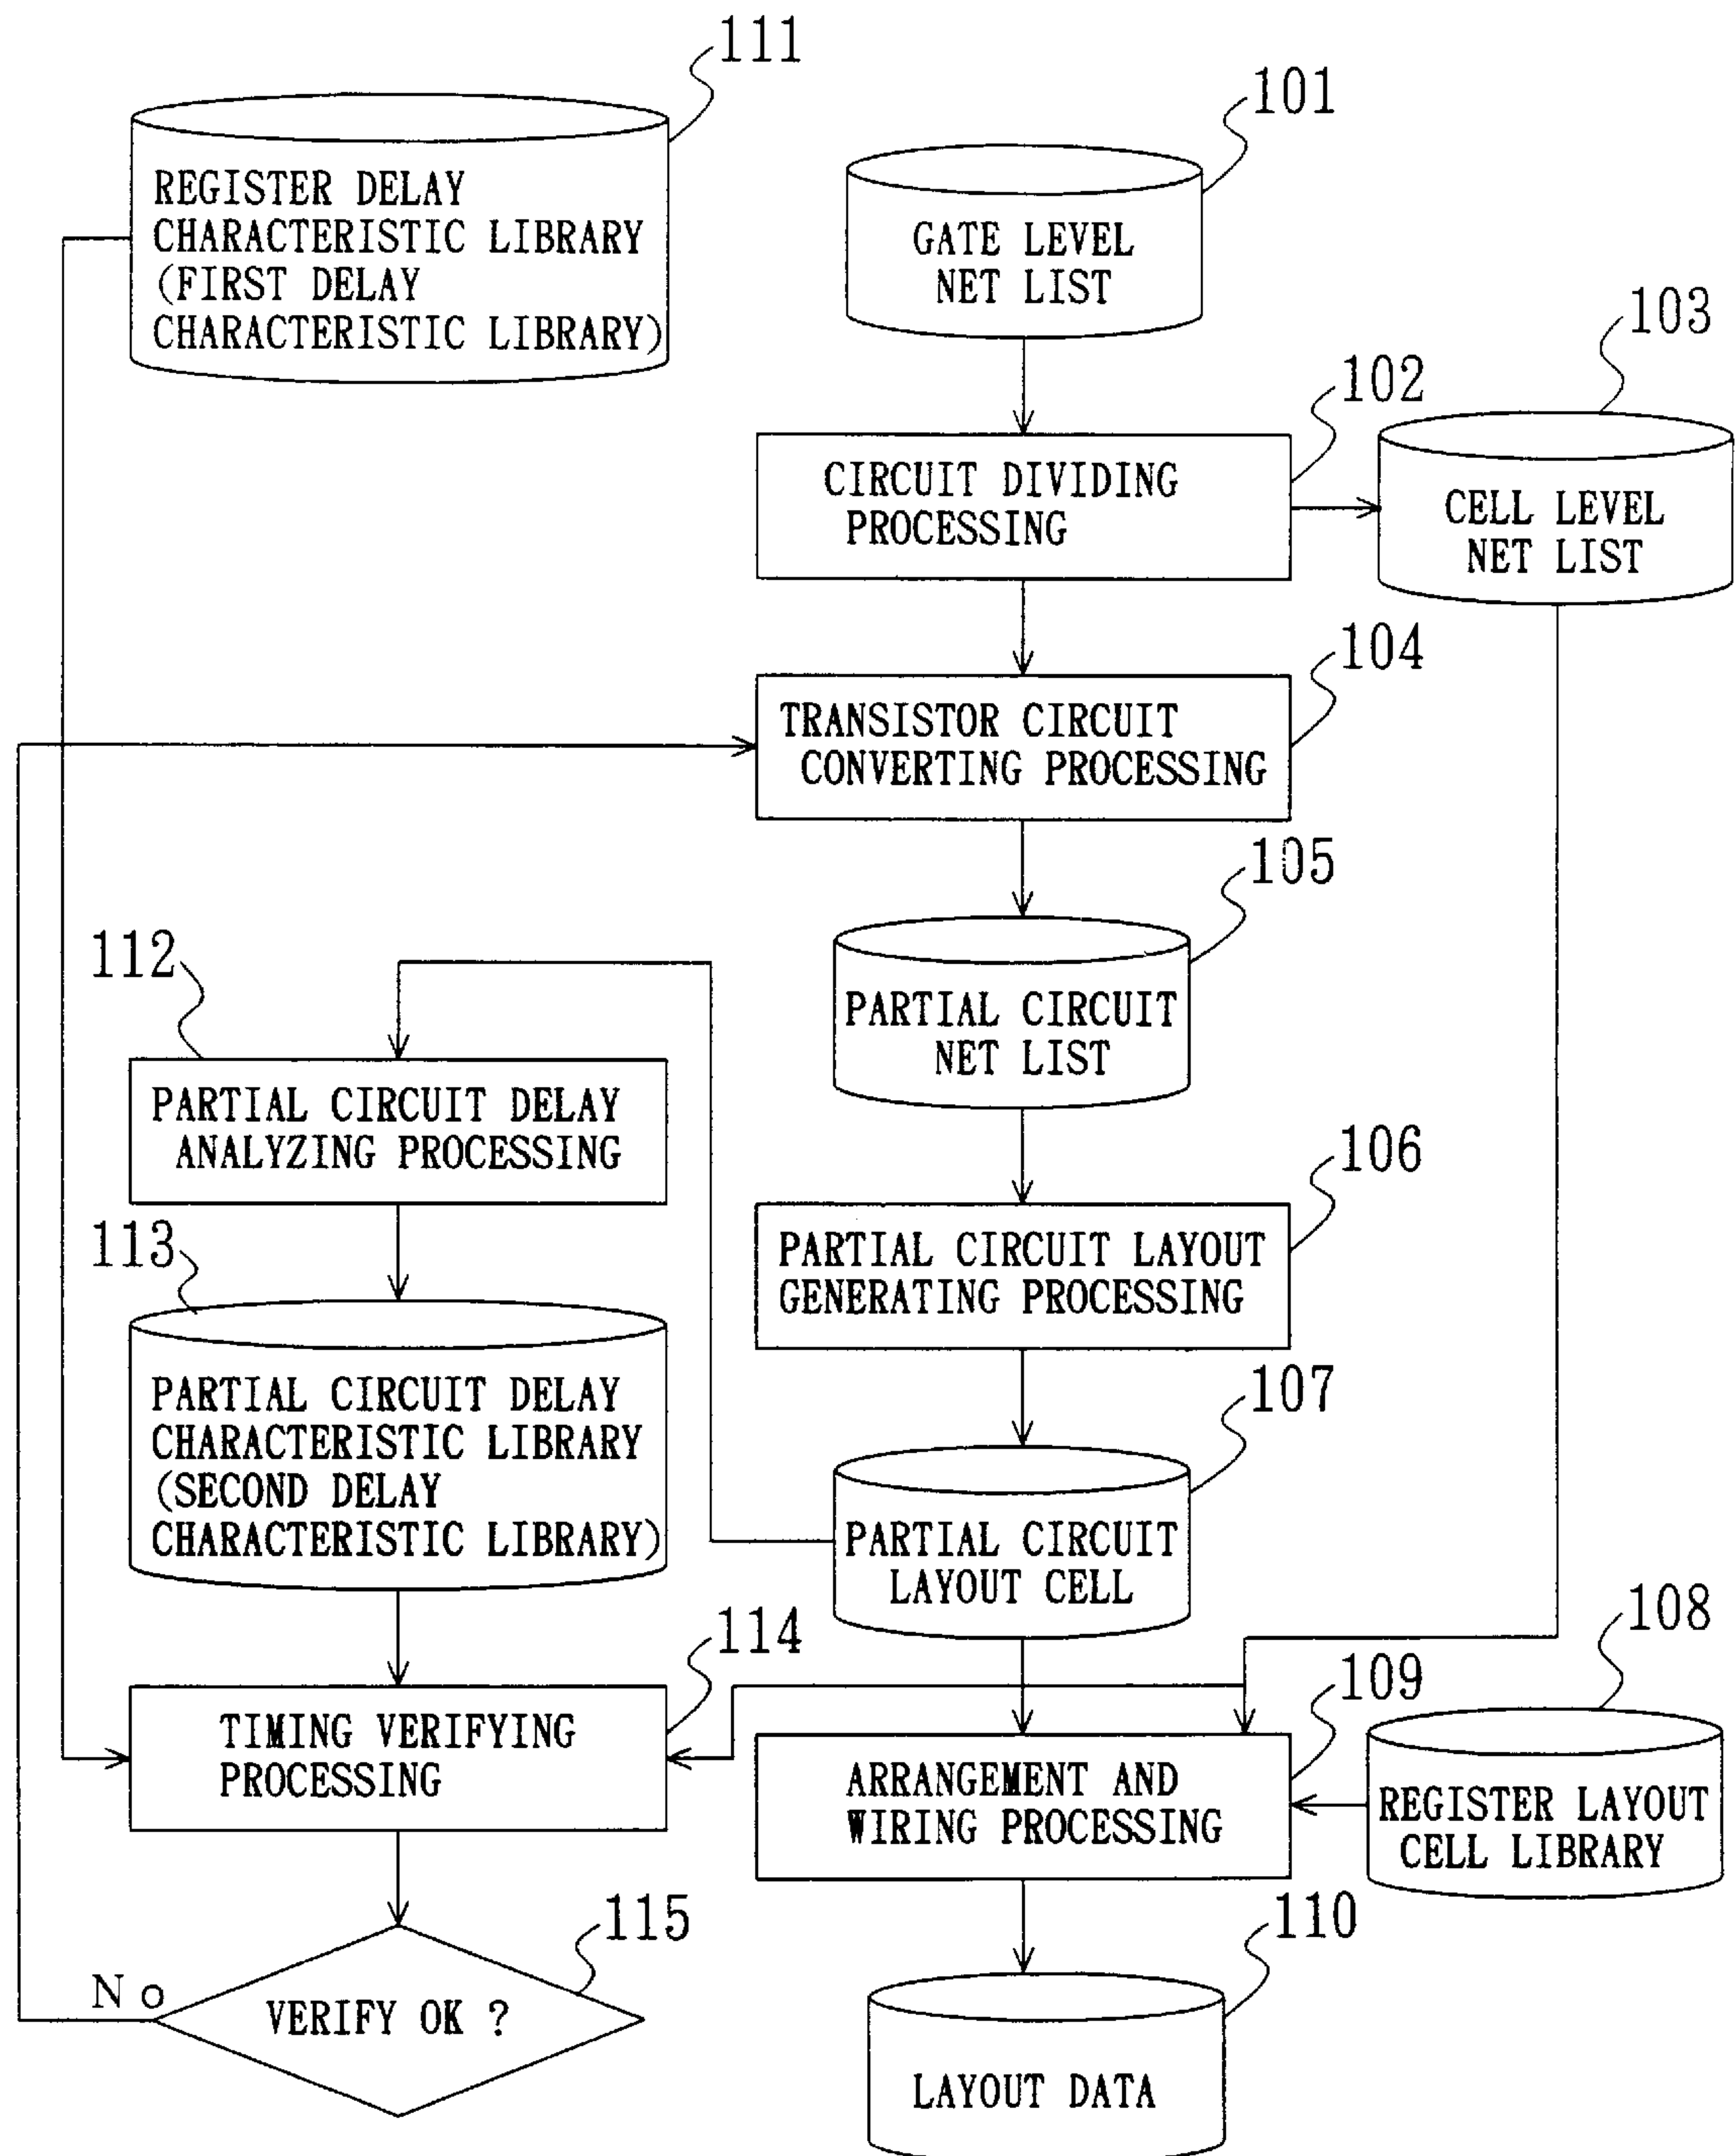 111
REGISTER DELAY
CHARACTERISTIC LIBRARY
(FIRST DELAY
CHARACTERISTIC LIBRARY)
101
GATE LEVEL
NET LIST
102
CIRCUIT DIVIDING
PROCESSING
103
CELL LEVEL
NET LIST
104
TRANSISTOR CIRCUIT
CONVERTING PROCESSING
105
PARTIAL CIRCUIT
NET LIST
112
PARTIAL CIRCUIT DELAY
ANALYZING PROCESSING
106
PARTIAL CIRCUIT LAYOUT
GENERATING PROCESSING
113
PARTIAL CIRCUIT DELAY
CHARACTERISTIC LIBRARY
(SECOND DELAY
CHARACTERISTIC LIBRARY)
107
PARTIAL CIRCUIT
LAYOUT CELL
114
TIMING VERIFYING
PROCESSING
109
ARRANGEMENT AND
WIRING PROCESSING
108
REGISTER LAYOUT
CELL LIBRARY
115
No
VERIFY OK ?
110
LAYOUT DATA